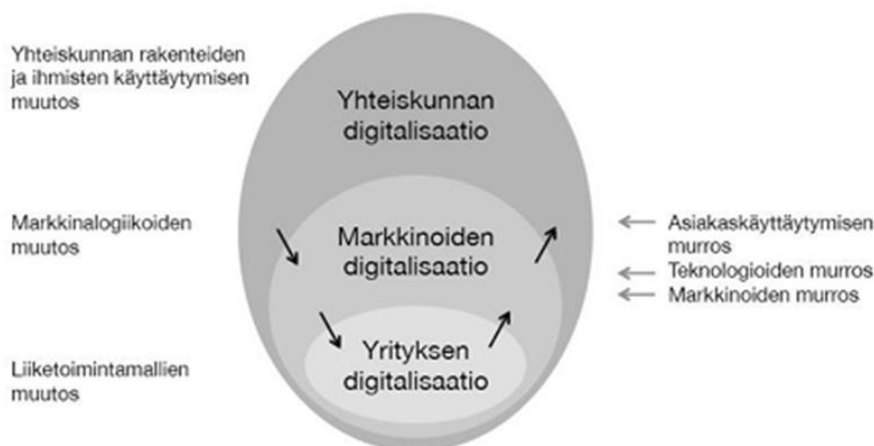 Yhteiskunnan rakenteiden
ja ihmisten käyttäytymisen
muutos
Yhteiskunnan
digitalisaatio
Markkinalogiikoiden
muutos
Markkinoiden
digitalisaatio
Asiakaskäyttäytymisen
murros
Teknologioiden murros
Markkinoiden murros
Liiketoimintamallien
muutos
Yrityksen
digitalisaatio